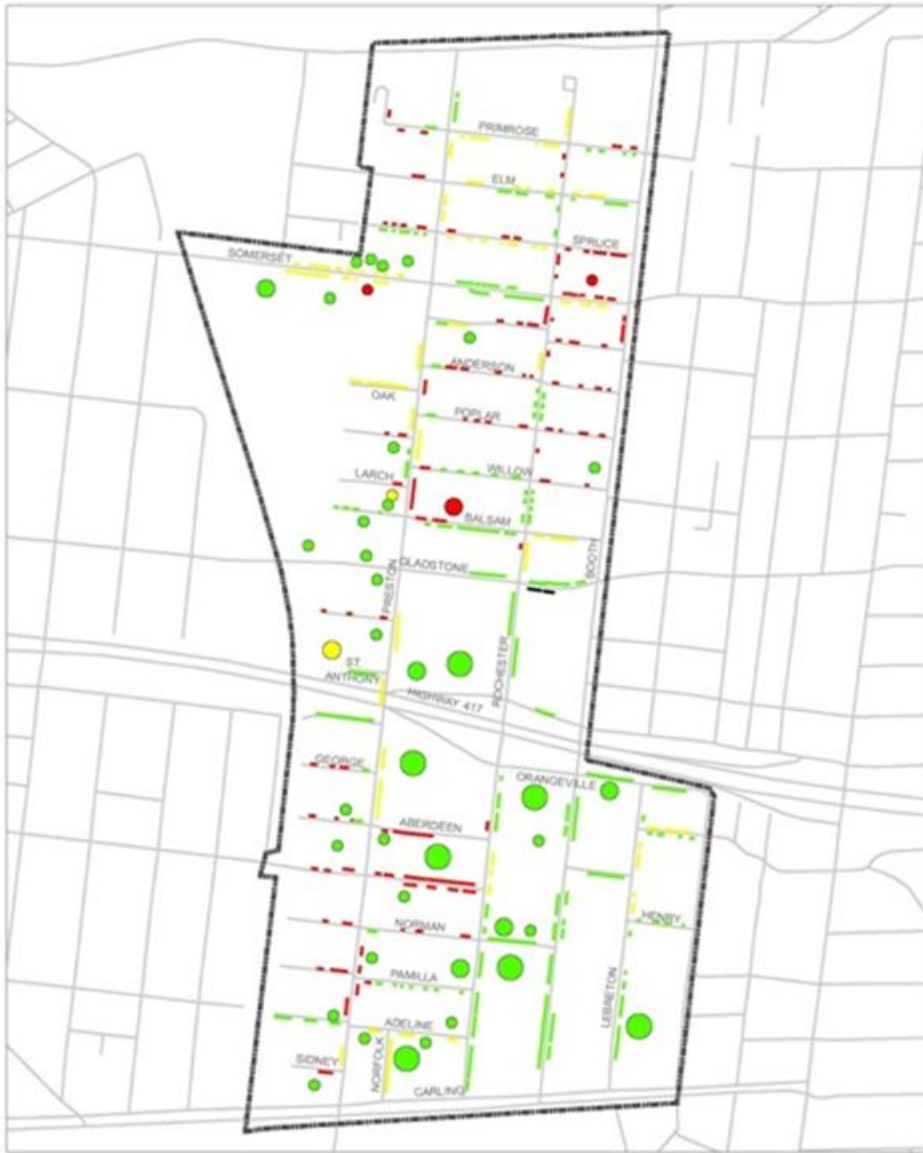 PRIMROSE
ELM
SPRUCE
SOMERSET
ANDERSON
OAK
POPLAR
WILLOW
LARCH
BALSAM
BOOTH
GLADSTONE
PRESTON
ROCHESTER
ST.
ANTHONY
HIGHWAY 417
GEORGE
ORANGEVILLE
ABERDEEN
HENRY
NORMAN
PAMILLA
LEBRETON
ADELINE
SIDNEY
NORFOLK
CARLING